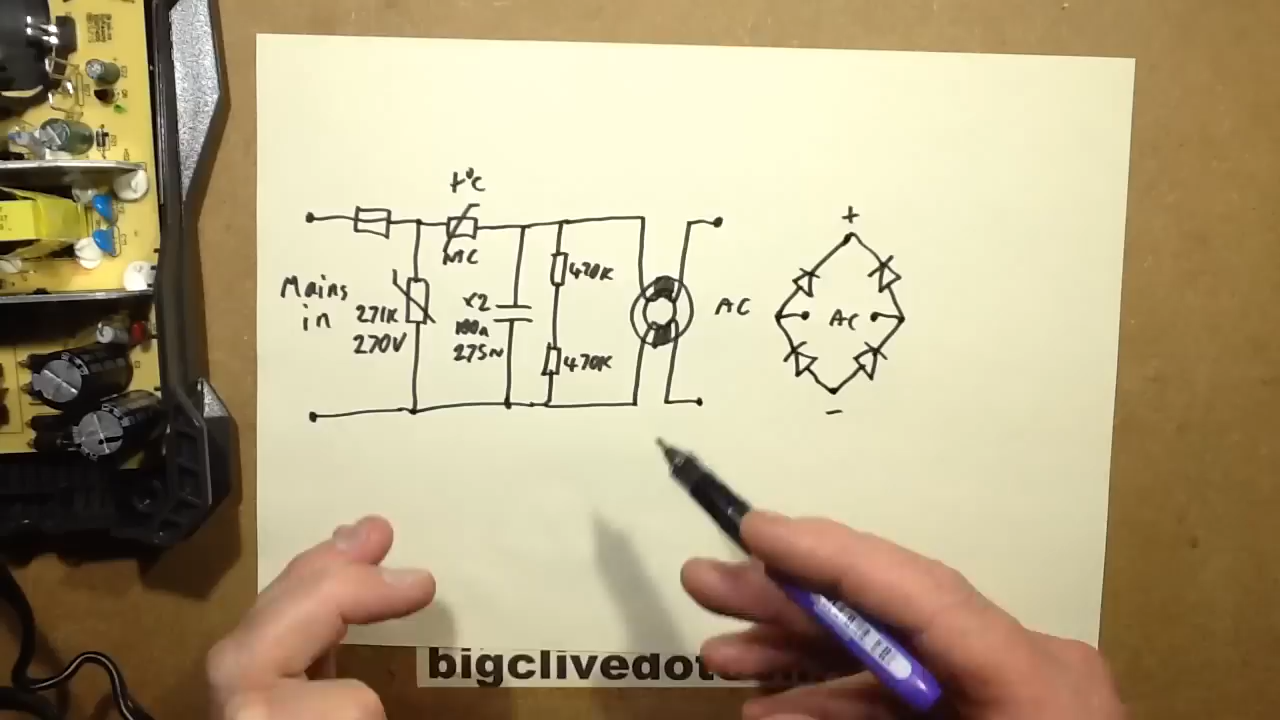 +°C
NTC
Mains
in
271K
270V
X2
100n
275v
470K
470K
AC
+
AC
-
bigclivedot